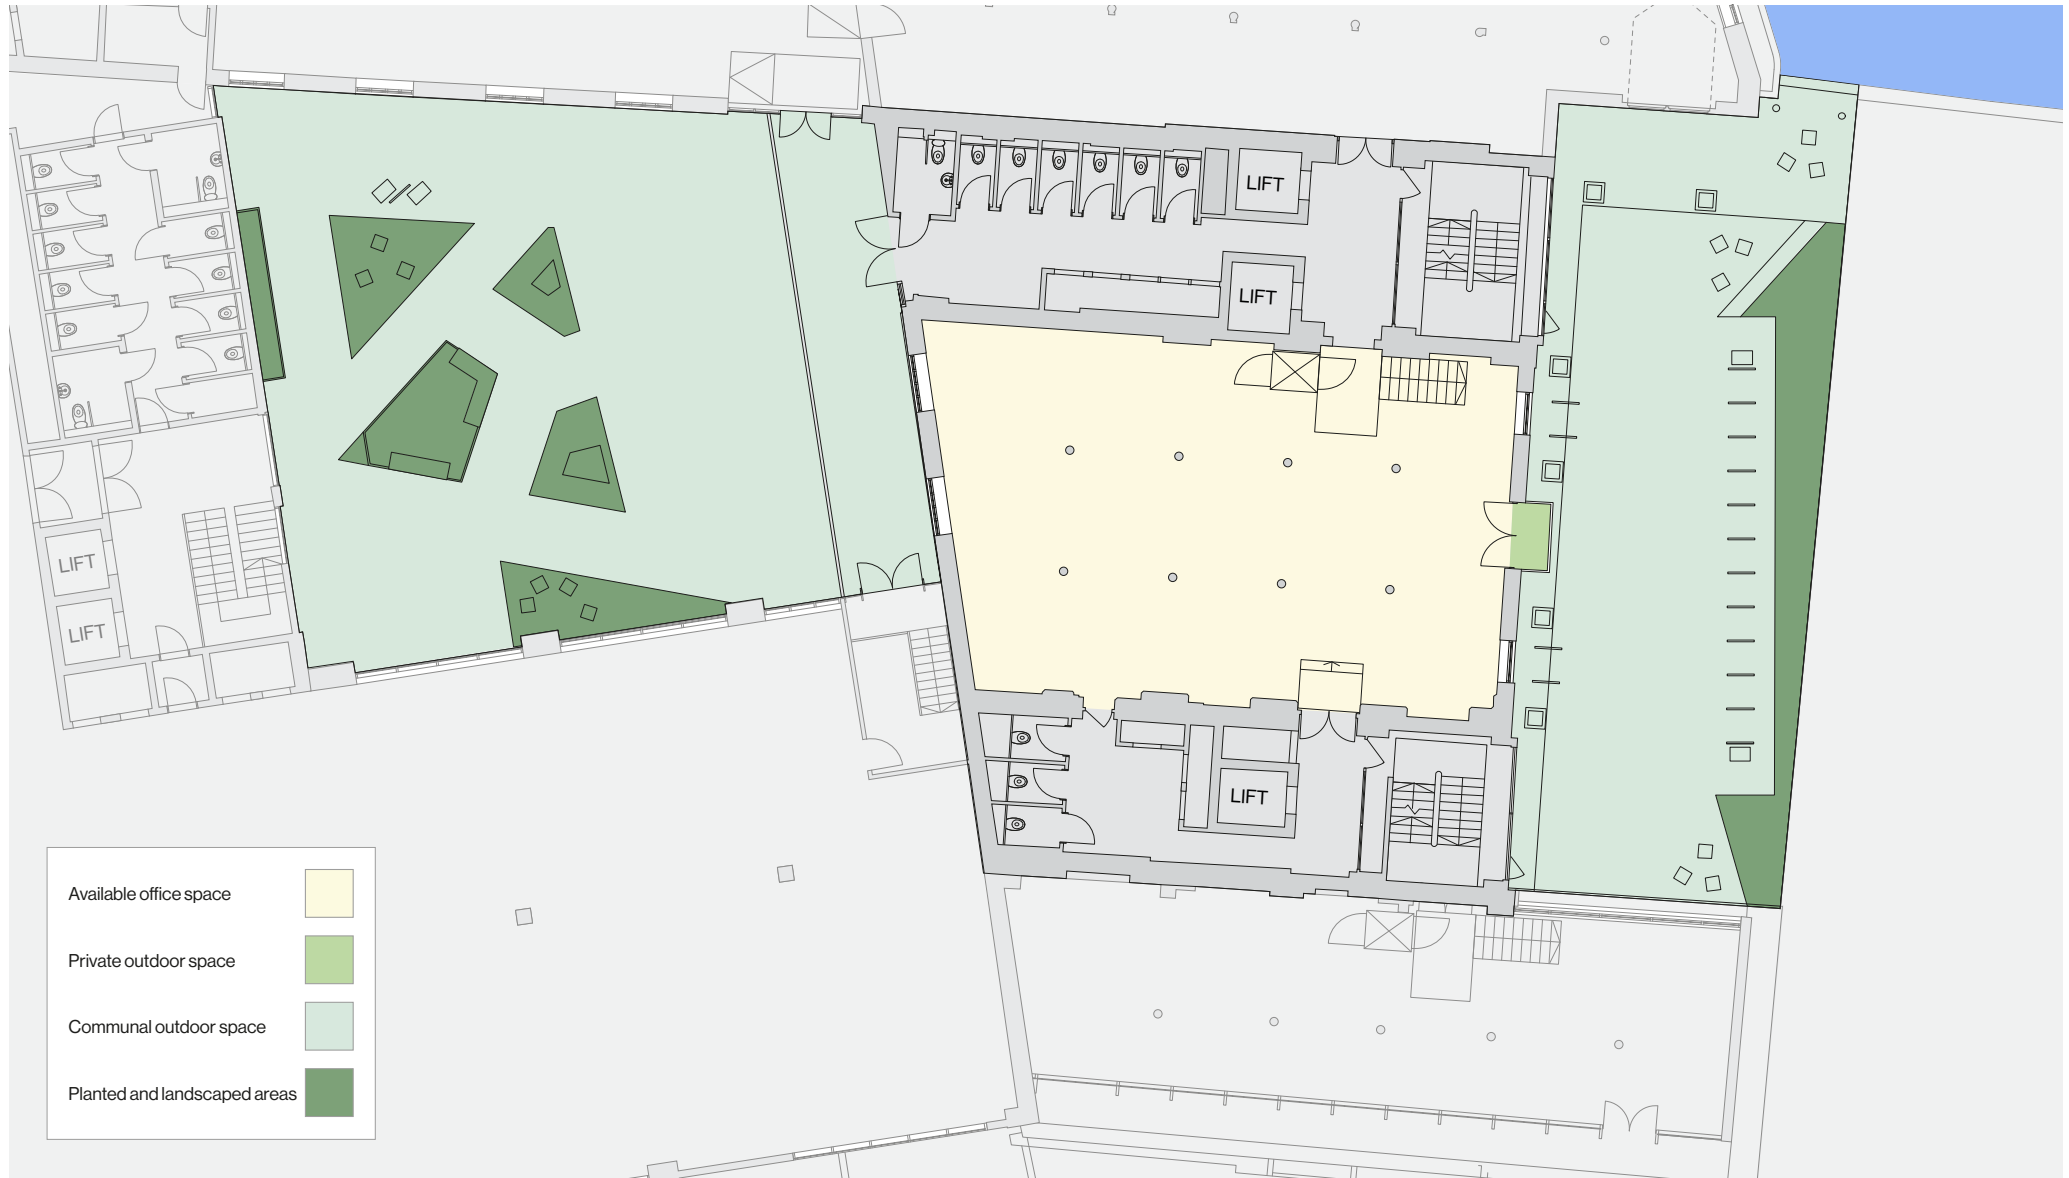 LIFT
LIFT
LIFT
LIFT
LIFT
Available office space
Private outdoor space
Communal outdoor space
Planted and landscaped areas